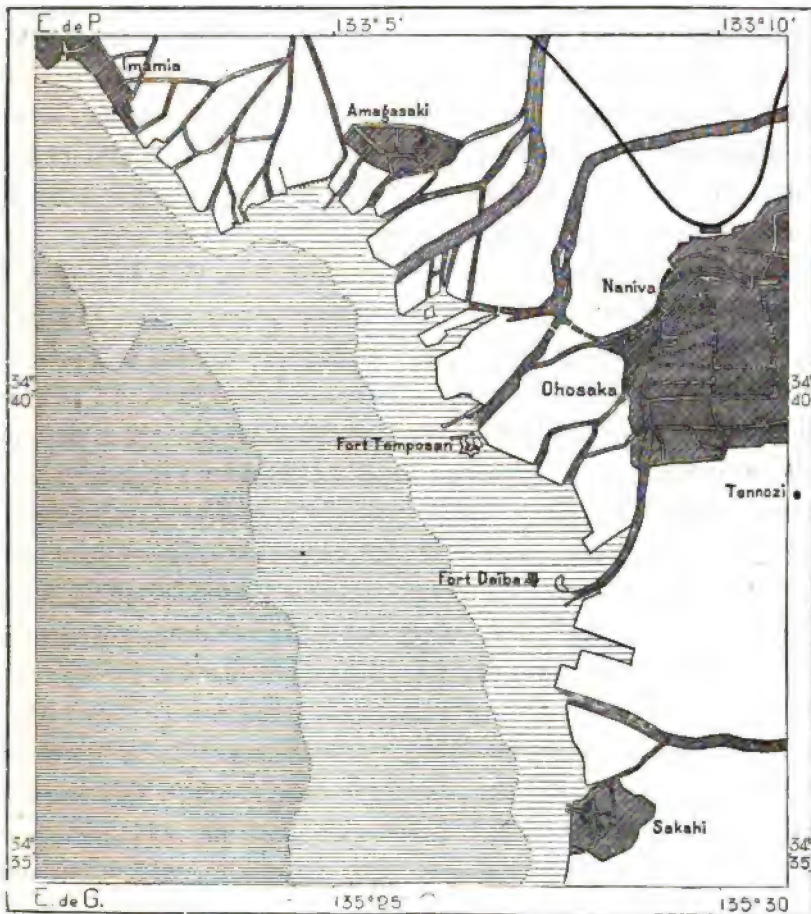 E. de P.
133° 5'
133° 10'
Imamia
Amagasaki
Naniva
34°
40'
Ohosaka
34°
40'
Fort Temposan
Tennozi
Fort Daïba
Sakahi
34°
35'
34°
35'
E. de G.
135° 25
135° 30